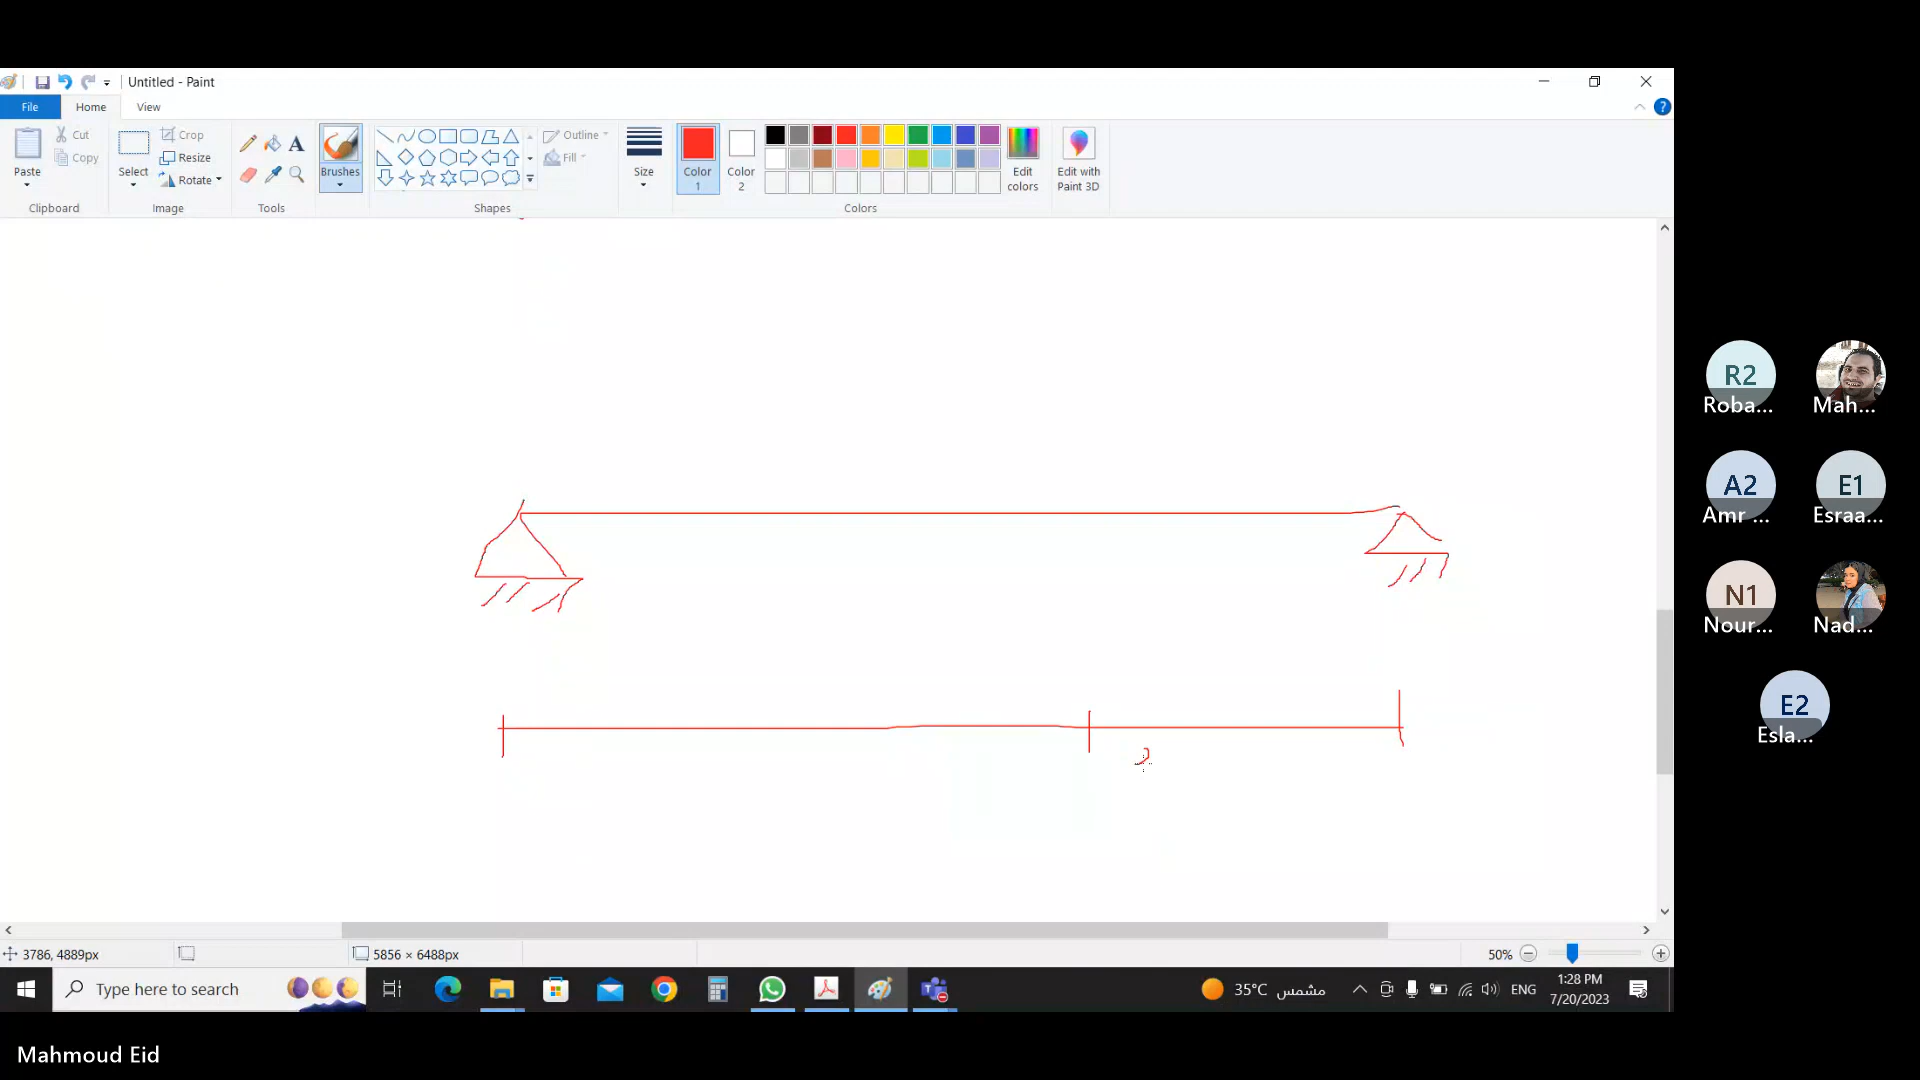 Untitled - Paint
File Home View
Paste Cut Copy Clipboard
Select Crop Resize Rotate Image
Tools
Brushes
Outline Fill Shapes
Size
Color 1 Color 2
Edit colors Edit with Paint 3D
Colors
2
3786, 4889px 5856 × 6488px 50%
Type here to search
35°C مشمس ENG 1:28 PM 7/20/2023
R2 Roba...
Mah...
A2 Amr ...
E1 Esraa...
N1 Nour...
Nad...
E2 Esla...
Mahmoud Eid